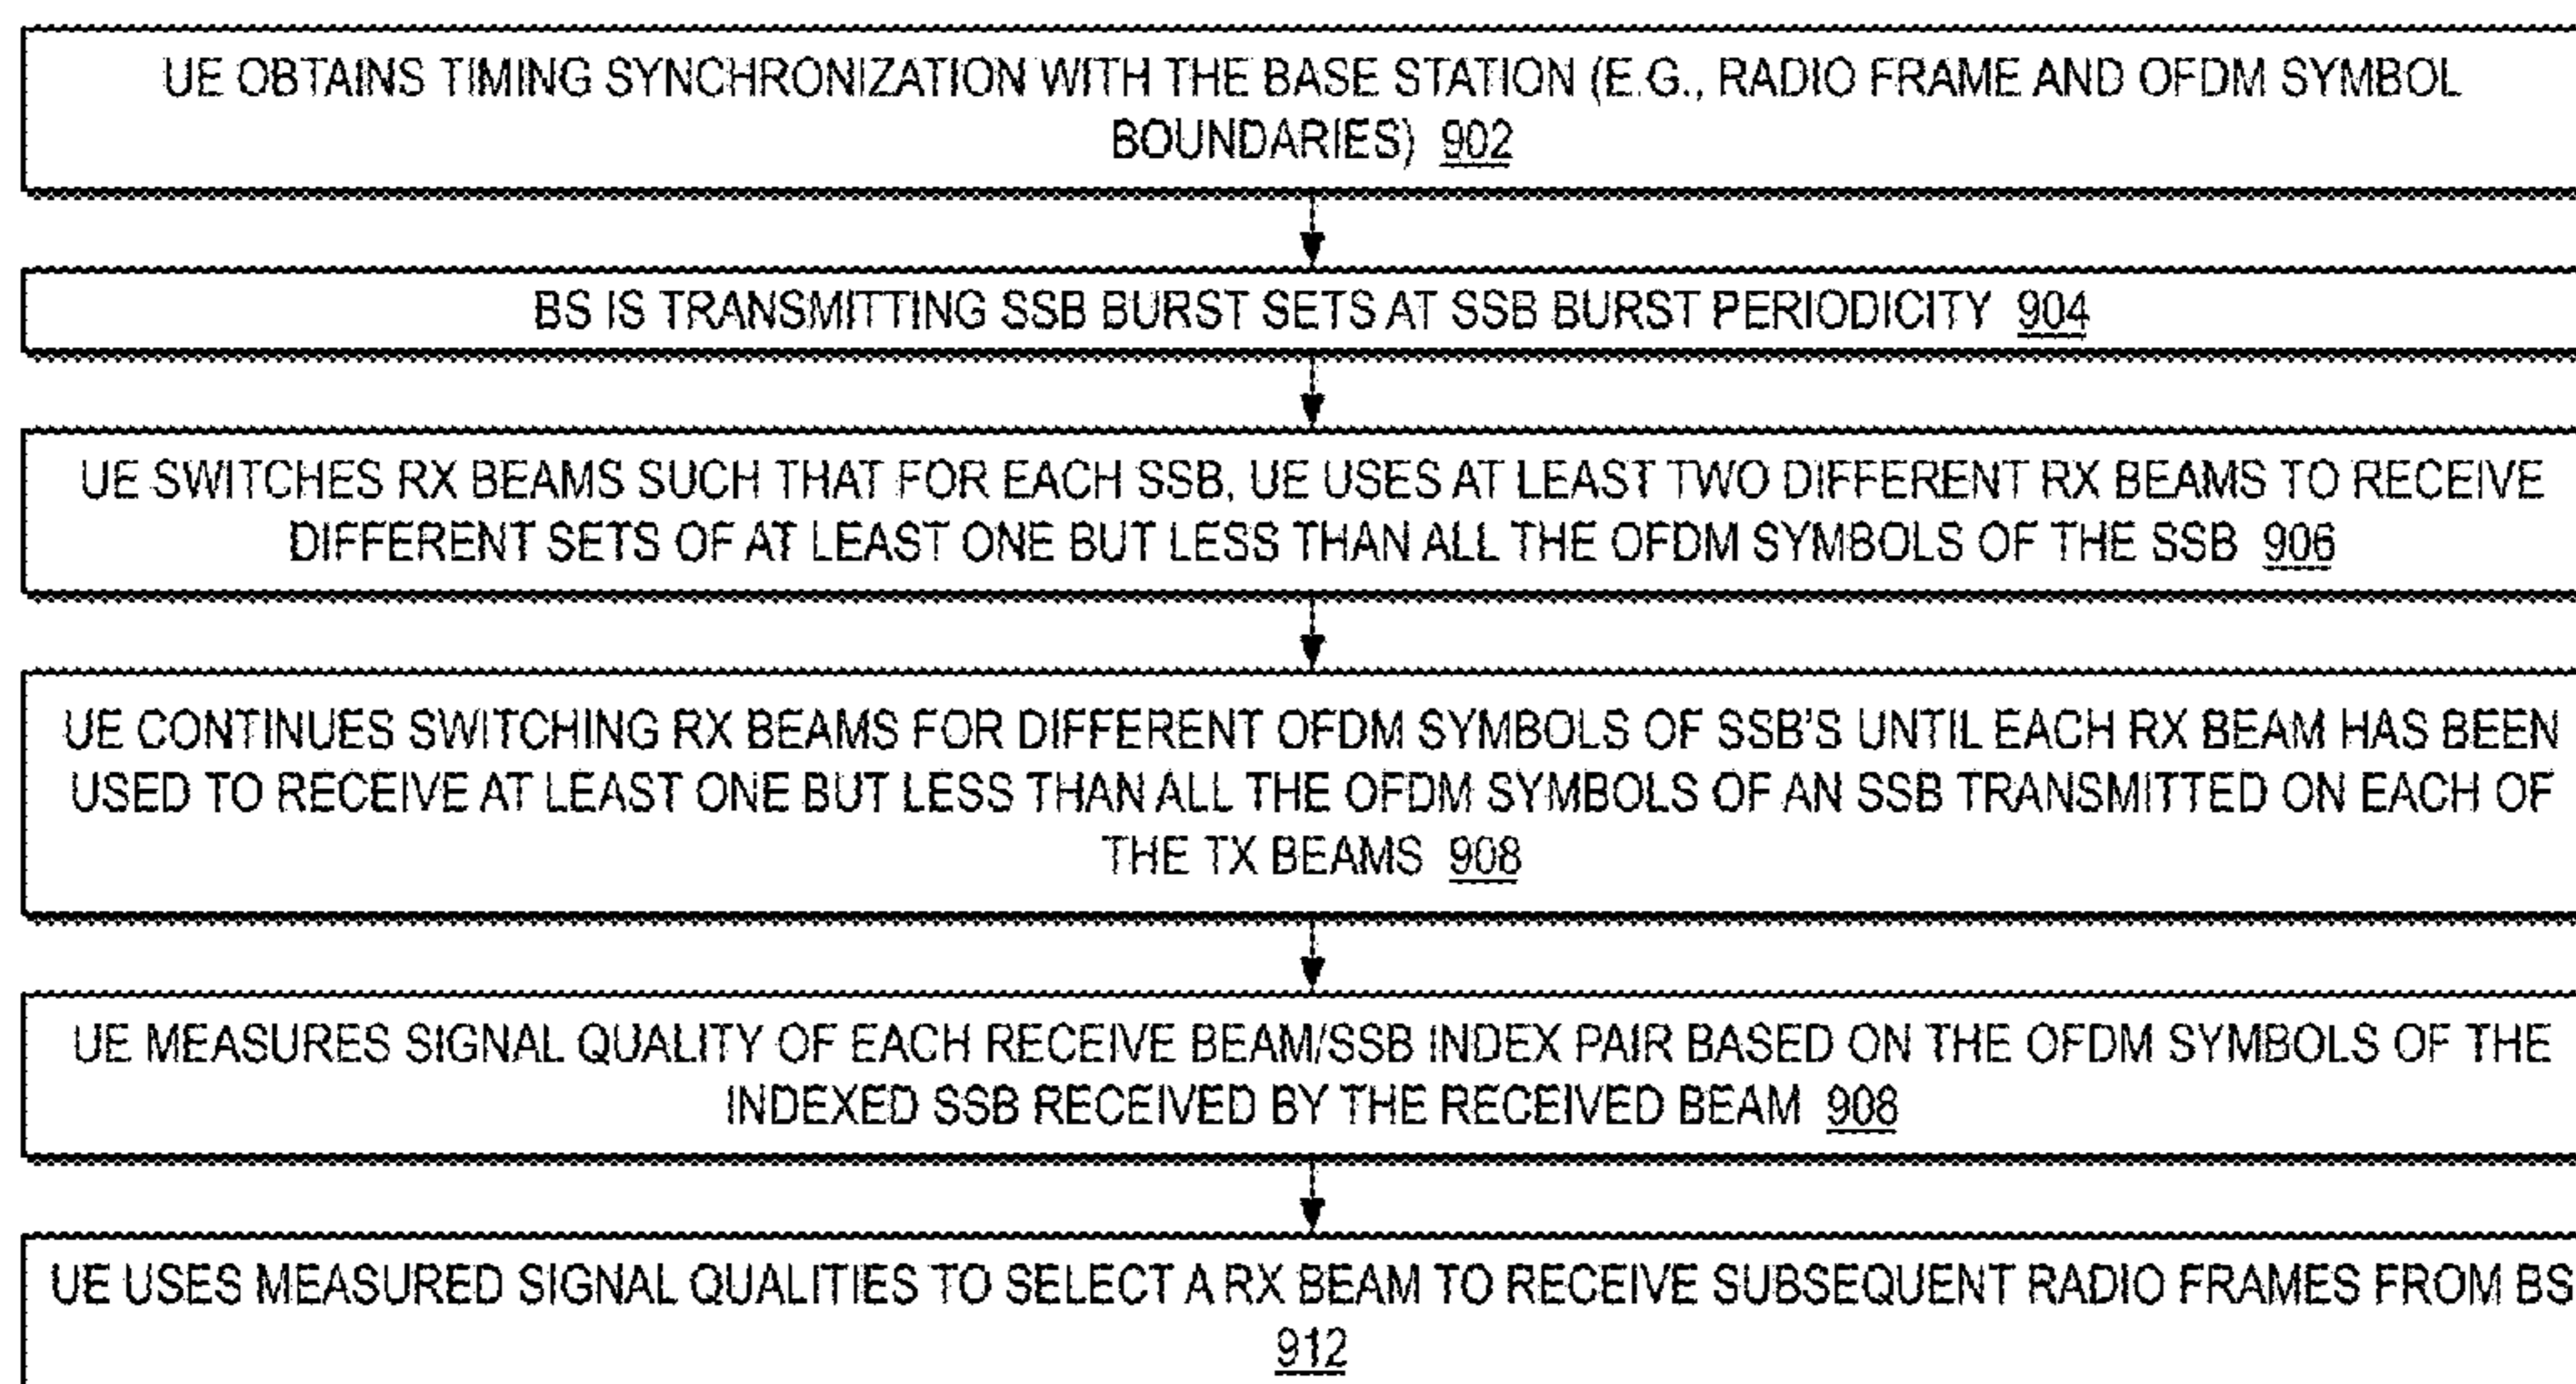 UE OBTAINS TIMING SYNCHRONIZATION WITH THE BASE STATION (E.G., RADIO FRAME AND OFDM SYMBOL
BOUNDARIES) 902
BS IS TRANSMITTING SSB BURST SETS AT SSB BURST PERIODICITY 904
UE SWITCHES RX BEAMS SUCH THAT FOR EACH SSB, UE USES AT LEAST TWO DIFFERENT RX BEAMS TO RECEIVE
DIFFERENT SETS OF AT LEAST ONE BUT LESS THAN ALL THE OFDM SYMBOLS OF THE SSB 906
UE CONTINUES SWITCHING RX BEAMS FOR DIFFERENT OFDM SYMBOLS OF SSB'S UNTIL EACH RX BEAM HAS BEEN
USED TO RECEIVE AT LEAST ONE BUT LESS THAN ALL THE OFDM SYMBOLS OF AN SSB TRANSMITTED ON EACH OF
THE TX BEAMS 908
UE MEASURES SIGNAL QUALITY OF EACH RECEIVE BEAM/SSB INDEX PAIR BASED ON THE OFDM SYMBOLS OF THE
INDEXED SSB RECEIVED BY THE RECEIVED BEAM 908
UE USES MEASURED SIGNAL QUALITIES TO SELECT A RX BEAM TO RECEIVE SUBSEQUENT RADIO FRAMES FROM BS
912